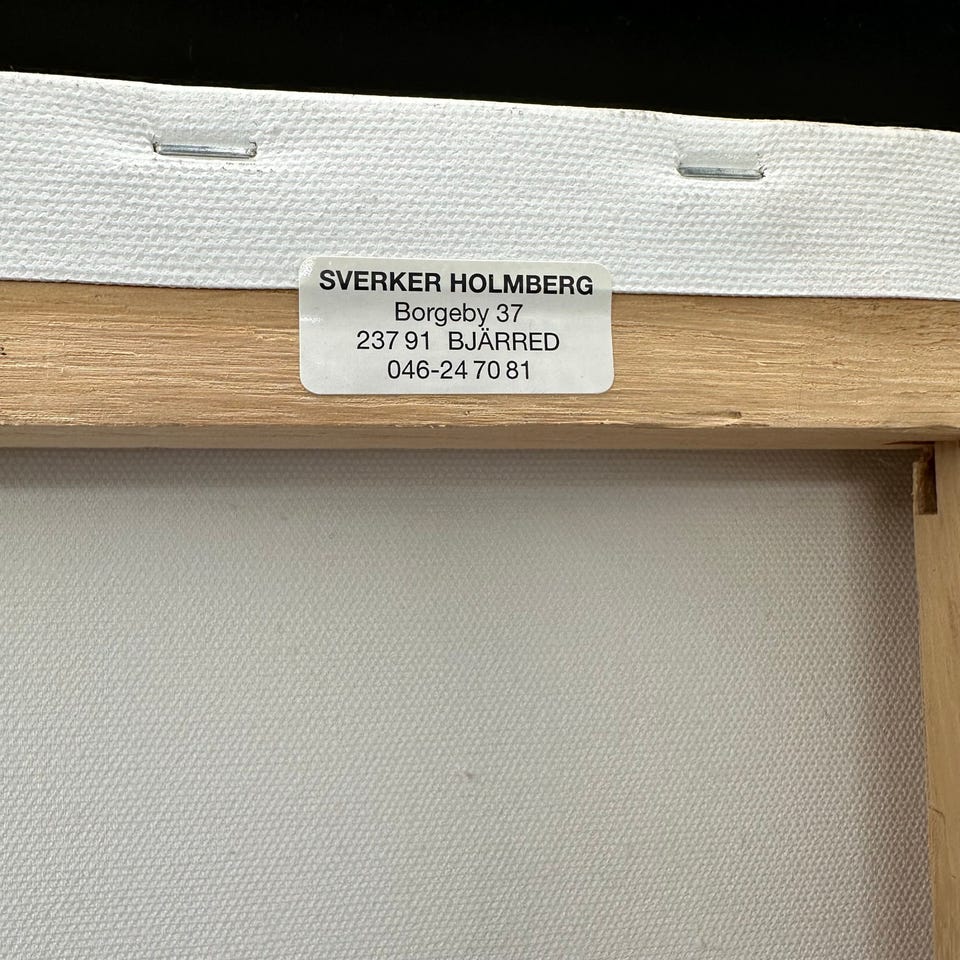 SVERKER HOLMBERG
Borgeby 37
237 91 BJÄRRED
046-24 70 81